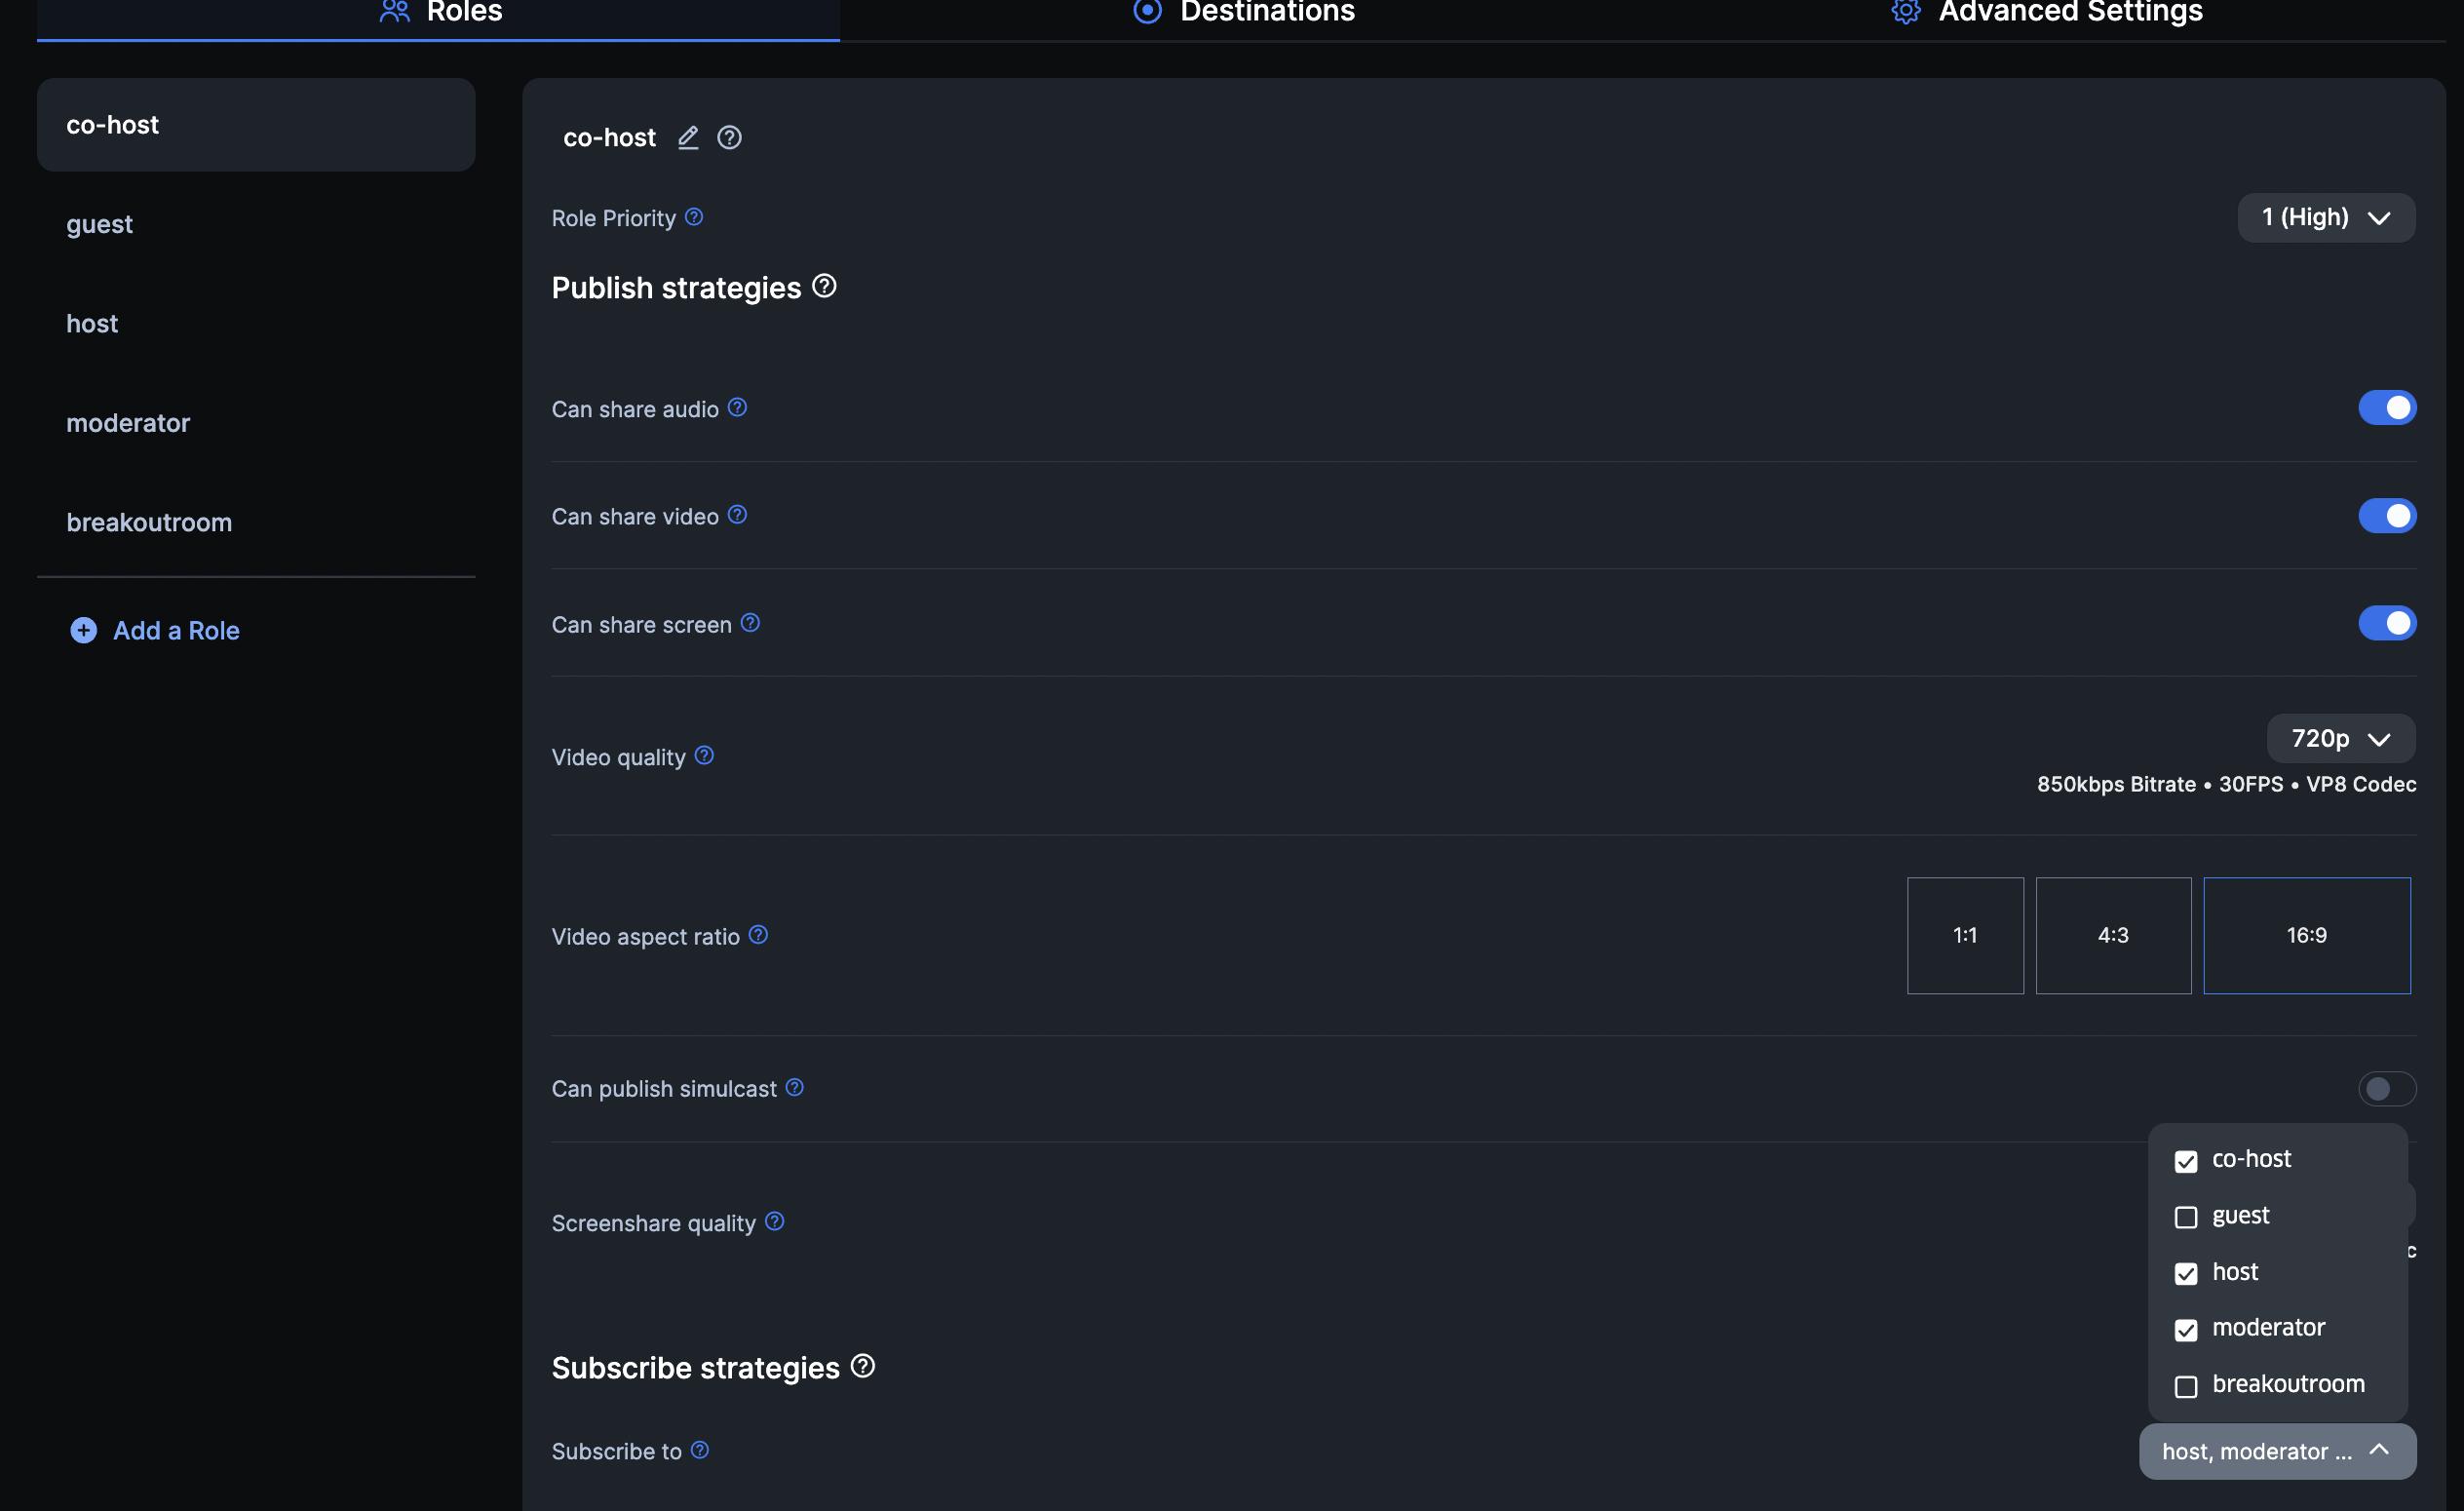 Roles
Destinations
Advanced Settings
co-host
guest
host
moderator
breakoutroom
Add a Role
co-host
Role Priority
1 (High)
Publish strategies
Can share audio
Can share video
Can share screen
Video quality
720p
850kbps Bitrate • 30FPS • VP8 Codec
Video aspect ratio
1:1
4:3
16:9
Can publish simulcast
Screenshare quality
c
co-host
guest
host
moderator
breakoutroom
Subscribe strategies
Subscribe to
host, moderator ...